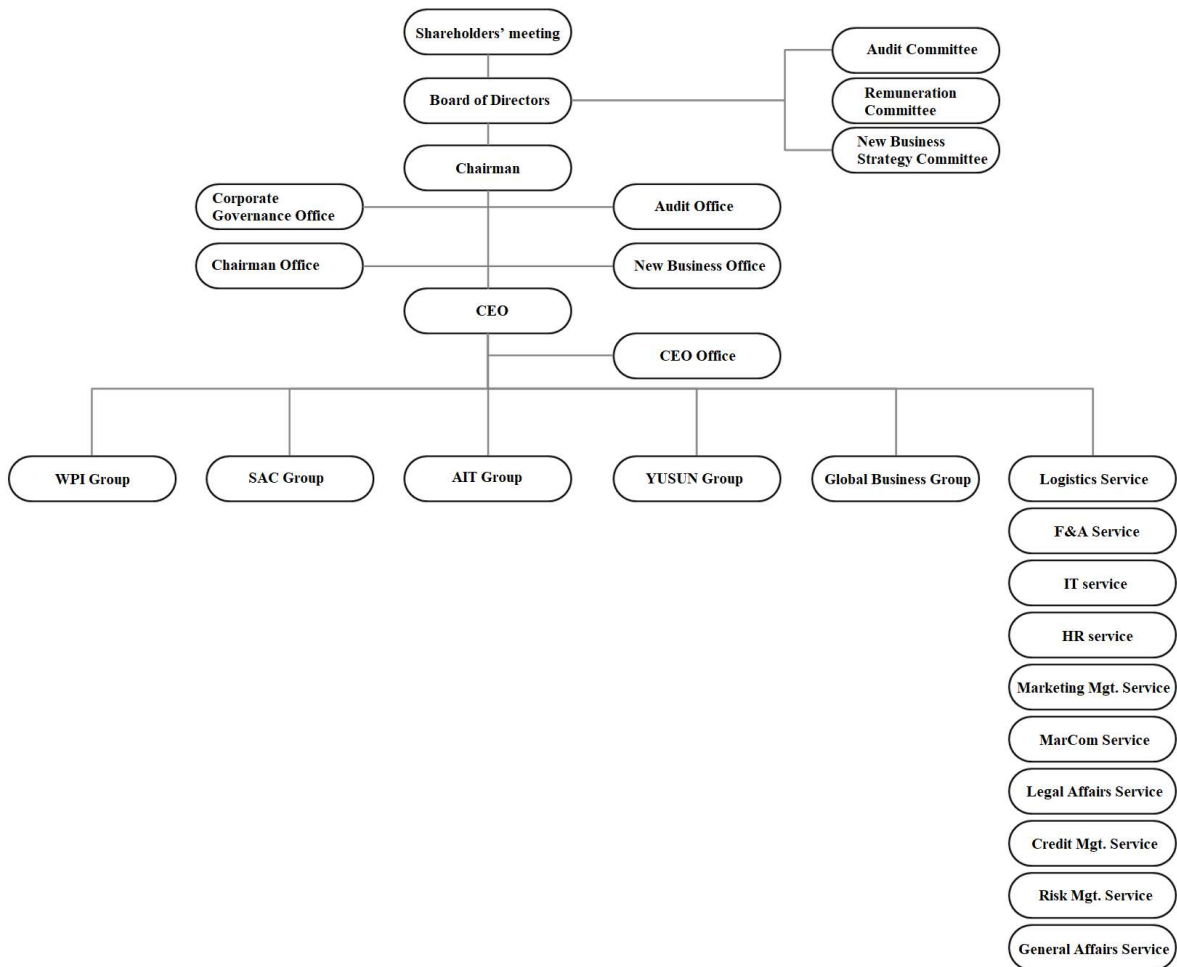 Shareholders’ meeting
Audit Committee
Board of Directors
Remuneration
Committee
New Business
Strategy Committee
Chairman
Corporate
Governance Office
Audit Office
Chairman Office
New Business Office
CEO
CEO Office
WPI Group
SAC Group
AIT Group
YUSUN Group
Global Business Group
Logistics Service
F&A Service
IT service
HR service
Marketing Mgt. Service
MarCom Service
Legal Affairs Service
Credit Mgt. Service
Risk Mgt. Service
General Affairs Service